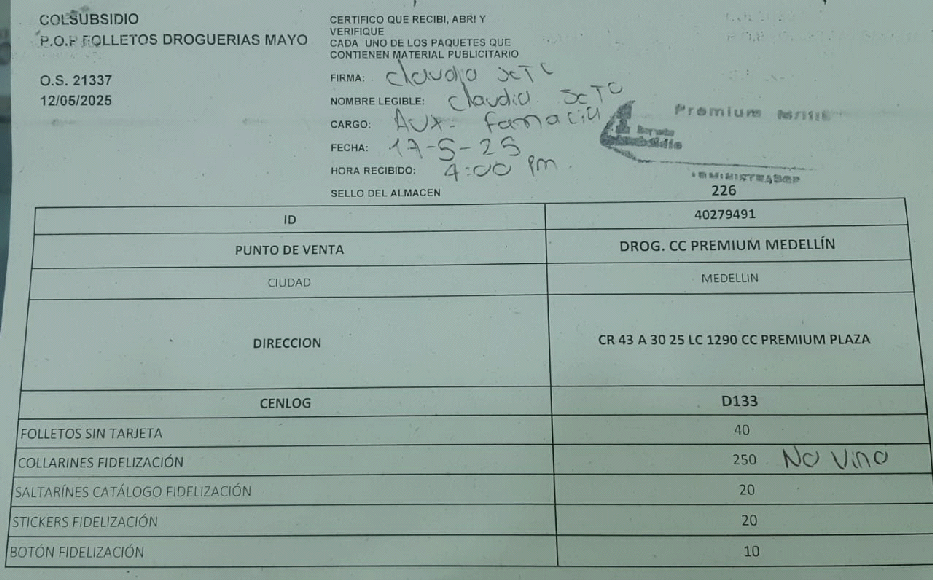 COLSUBSIDIO
P.O.P FOLLETOS DROGUERIAS MAYO
O.S. 21337
12/05/2025
CERTIFICO QUE RECIBI, ABRI Y
VERIFIQUE
CADA UNO DE LOS PAQUETES QUE
CONTIENEN MATERIAL PUBLICITARIO
FIRMA: Claudia
NOMBRE LEGIBLE: Claudia
CARGO: Aux-
FECHA: 17-5-25
HORA RECIBIDO: 4:00 pm.
SELLO DEL ALMACEN
Premium
ADMINISTRADOR
226
ID 40279491
PUNTO DE VENTA DROG. CC PREMIUM MEDELLÍN
CIUDAD MEDELLIN
DIRECCION CR 43 A 30 25 LC 1290 CC PREMIUM PLAZA
CENLOG D133
FOLLETOS SIN TARJETA 40
COLLARINES FIDELIZACIÓN 250 No Vino
SALTARÍNES CATÁLOGO FIDELIZACIÓN 20
STICKERS FIDELIZACIÓN 20
BOTÓN FIDELIZACIÓN 10